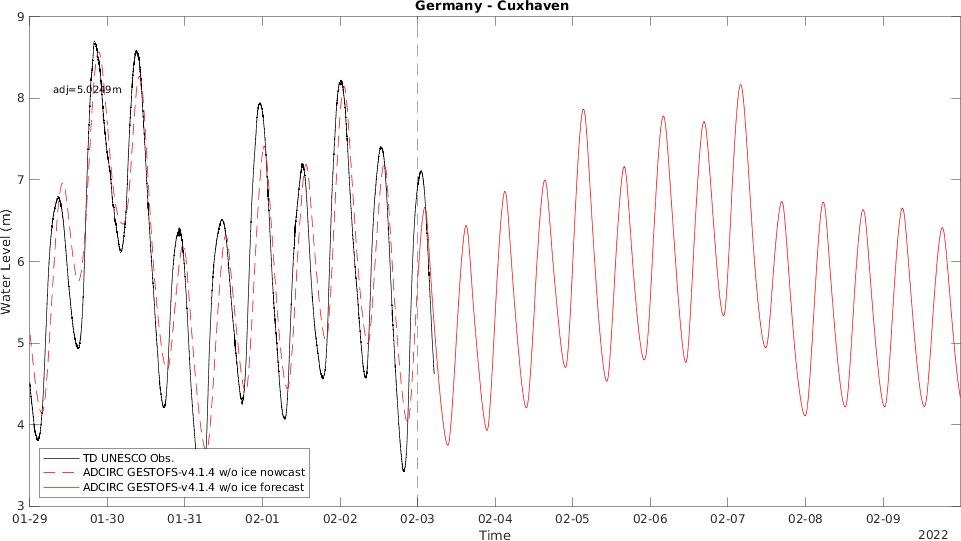 Germany - Cuxhaven
9
8
7
6
5
4
3
Water Level (m)
adj=5.0249m
TD UNESCO Obs.
ADCIRC GESTOFS-v4.1.4 w/o ice nowcast
ADCIRC GESTOFS-v4.1.4 w/o ice forecast
01-29 01-30 01-31 02-01 02-02 02-03 02-04 02-05 02-06 02-07 02-08 02-09
Time
2022